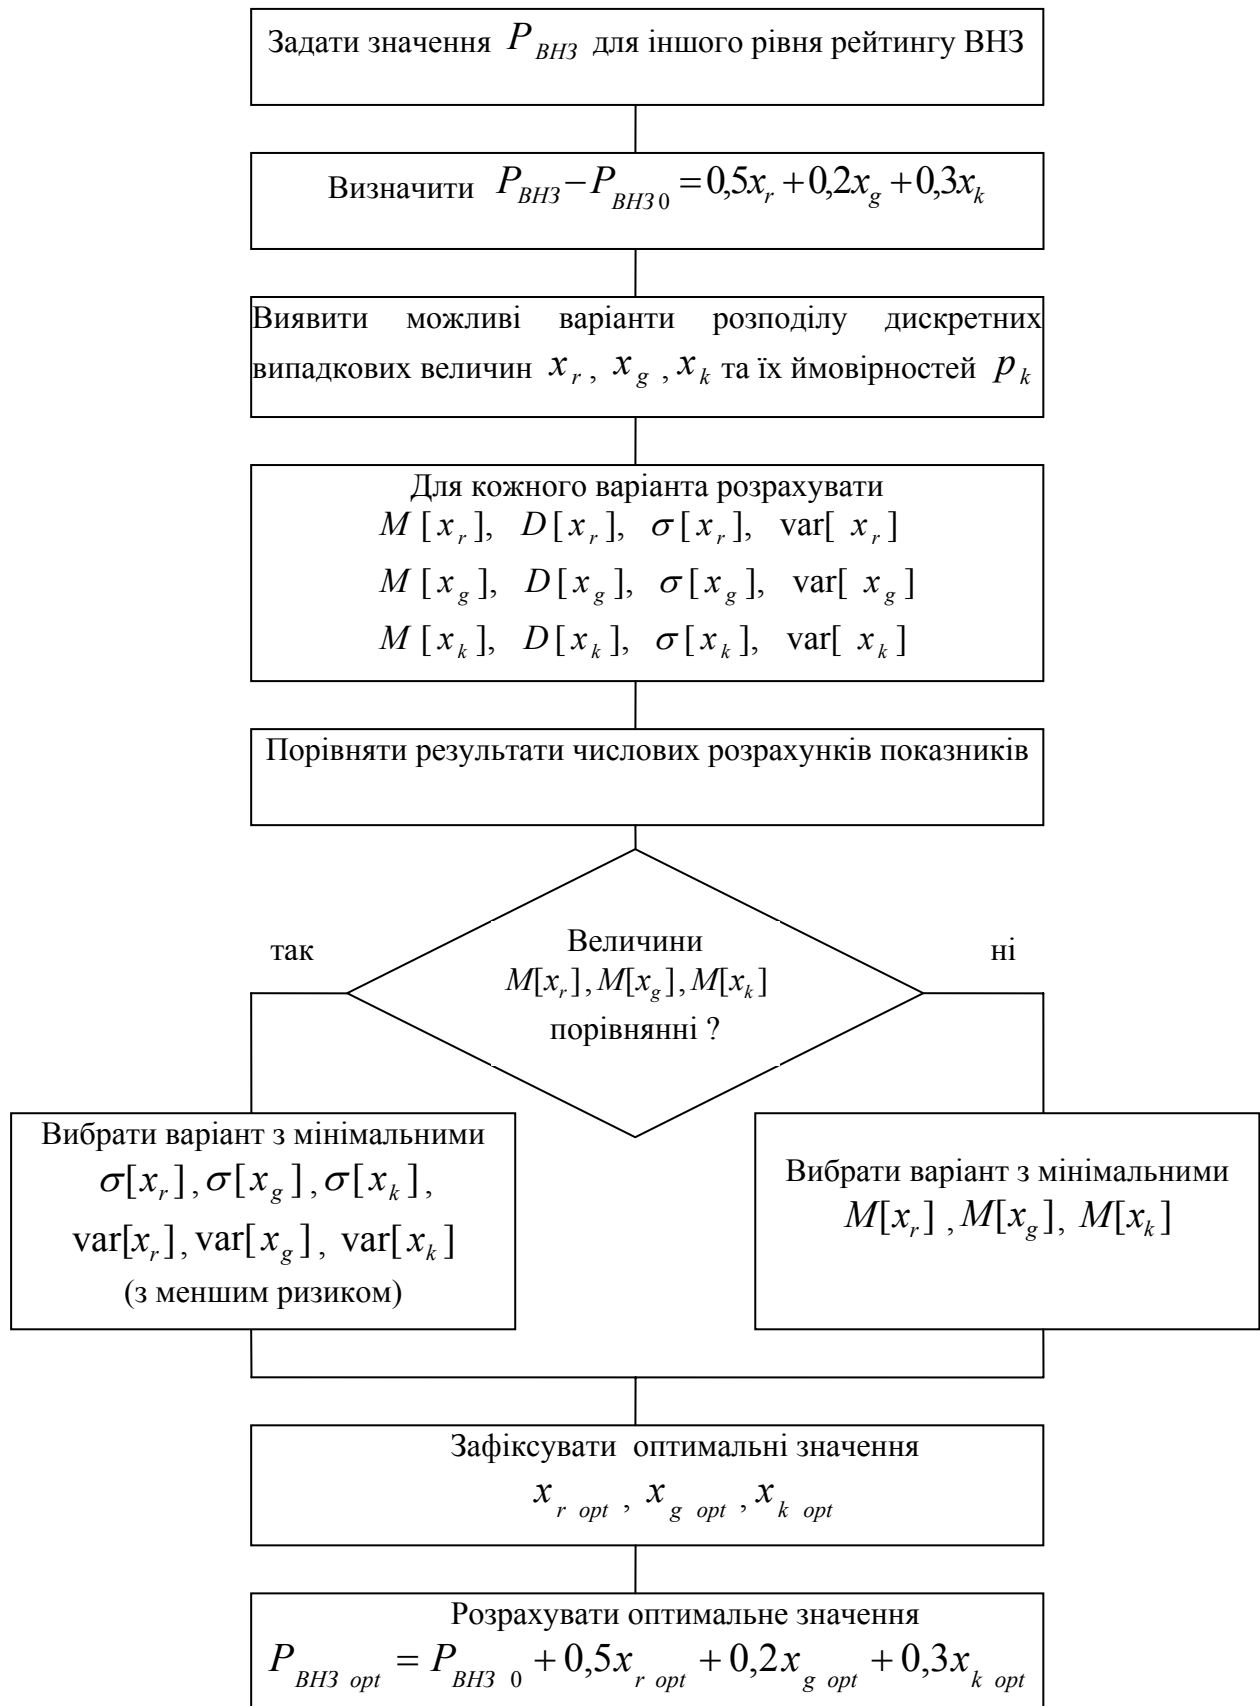 Задати значення P_ВНЗ для іншого рівня рейтингу ВНЗ
Визначити P_ВНЗ − P_ВНЗ 0 = 0,5x_r + 0,2x_g + 0,3x_k
Виявити можливі варіанти розподілу дискретних
випадкових величин x_r , x_g , x_k та їх ймовірностей p_k
Для кожного варіанта розрахувати
M [x_r], D[x_r], σ[x_r], var[ x_r]
M [x_g], D[x_g], σ[x_g], var[ x_g]
M [x_k], D[x_k], σ[x_k], var[ x_k]
Порівняти результати числових розрахунків показників
так
Величини
M[x_r], M[x_g], M[x_k]
порівнянні ?
ні
Вибрати варіант з мінімальними
σ[x_r], σ[x_g], σ[x_k],
var[x_r], var[x_g], var[x_k]
(з меншим ризиком)
Вибрати варіант з мінімальними
M[x_r] , M[x_g], M[x_k]
Зафіксувати оптимальні значення
x_r opt , x_g opt , x_k opt
Розрахувати оптимальне значення
P_ВНЗ opt = P_ВНЗ 0 + 0,5x_r opt + 0,2x_g opt + 0,3x_k opt